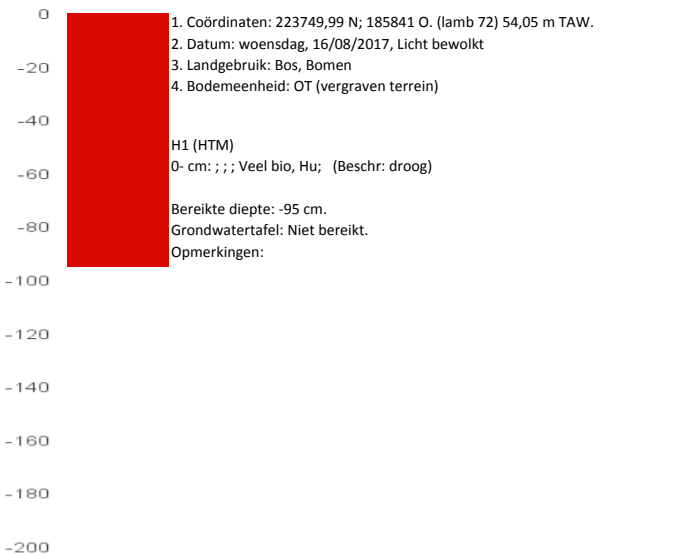 0
-20
-40
-60
-80
-100
-120
-140
-160
-180
-200
1. Coördinaten: 223749,99 N; 185841 O. (lamb 72) 54,05 m TAW.
2. Datum: woensdag, 16/08/2017, Licht bewolkt
3. Landgebruik: Bos, Bomen
4. Bodemeenheid: OT (vergraven terrein)
H1 (HTM)
0- cm: ; ; ; Veel bio, Hu; (Beschr: droog)
Bereikte diepte: -95 cm.
Grondwatertafel: Niet bereikt.
Opmerkingen: